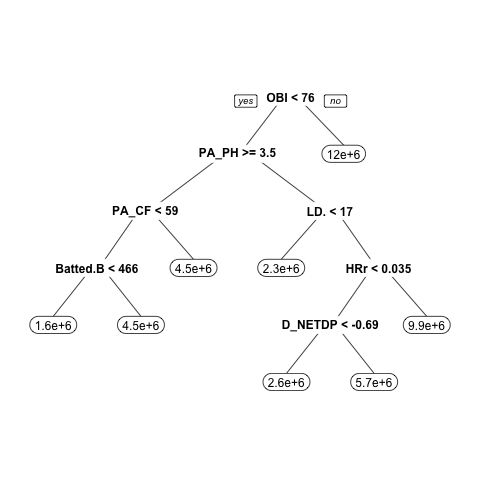 yes OBI < 76 no
PA_PH >= 3.5
12e+6
PA_CF < 59
LD. < 17
Batted.B < 466
4.5e+6
2.3e+6
HRr < 0.035
1.6e+6
4.5e+6
D_NETDP < -0.69
9.9e+6
2.6e+6
5.7e+6